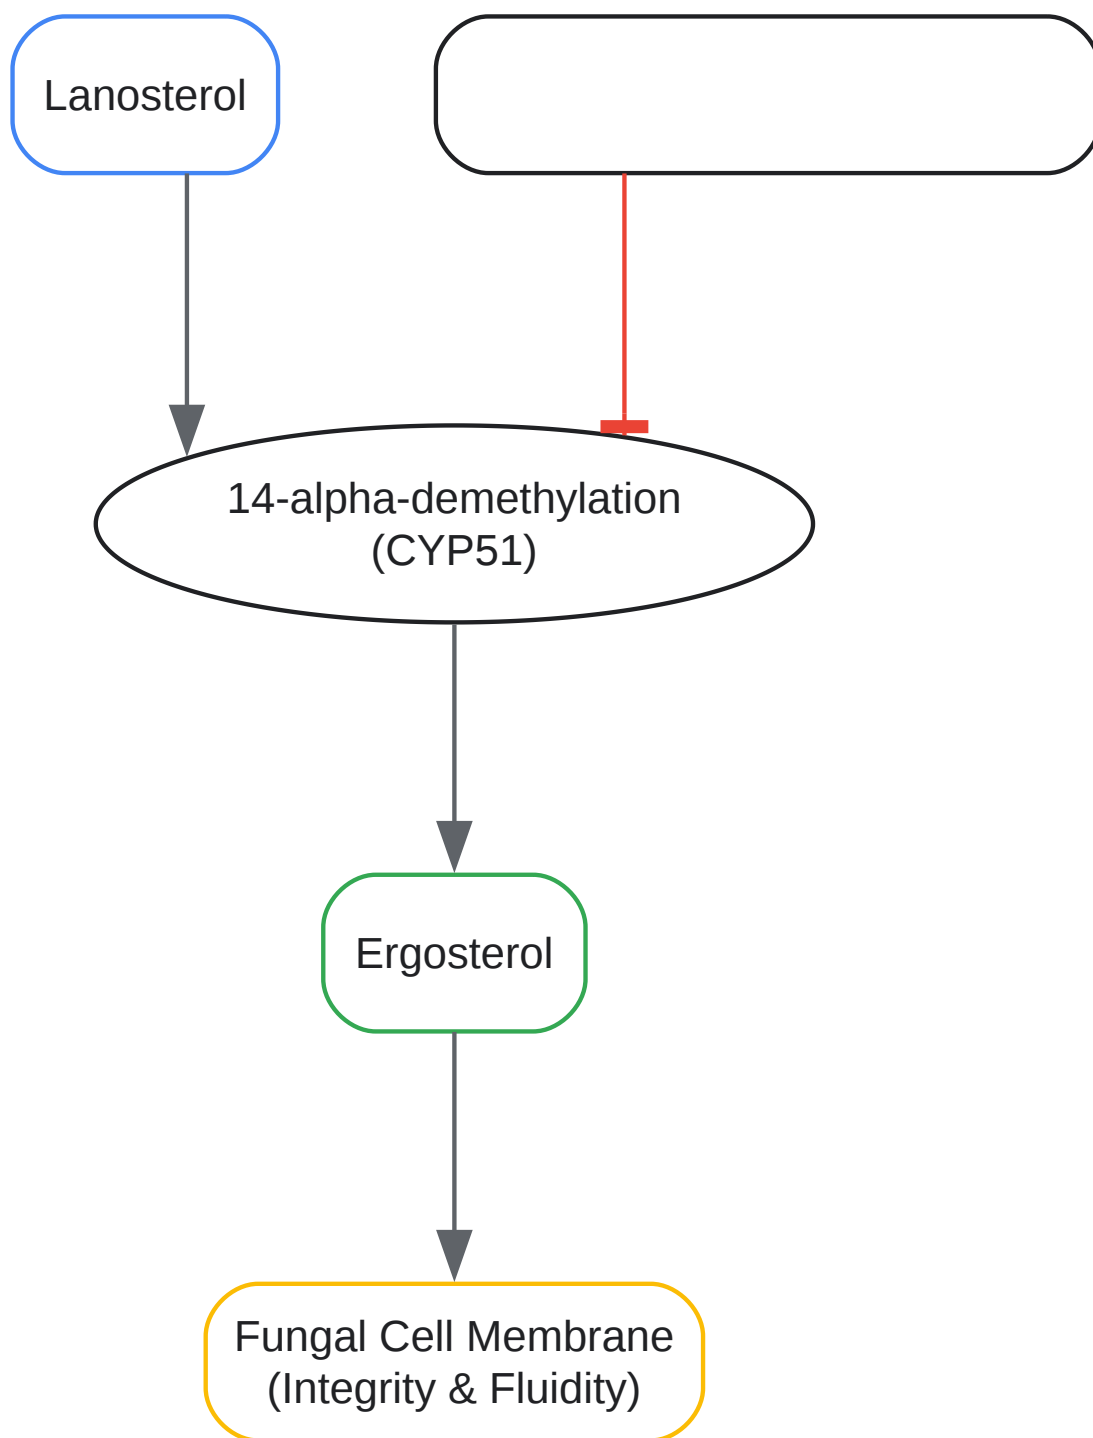 Lanosterol
14-alpha-demethylation
(CYP51)
Ergosterol
Fungal Cell Membrane
(Integrity & Fluidity)